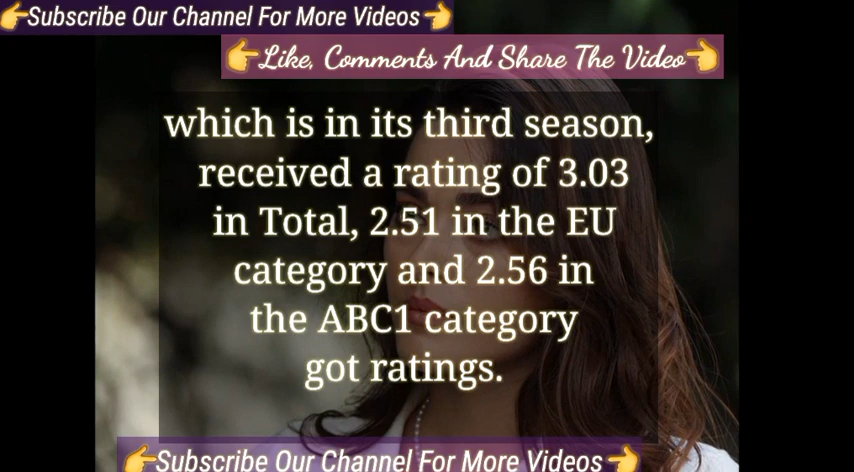 👉Subscribe Our Channel For More Videos👈
👉Like, Comments And Share The Video👈
which is in its third season,
received a rating of 3.03
in Total, 2.51 in the EU
category and 2.56 in
the ABC1 category
got ratings.
👉Subscribe Our Channel For More Videos👈